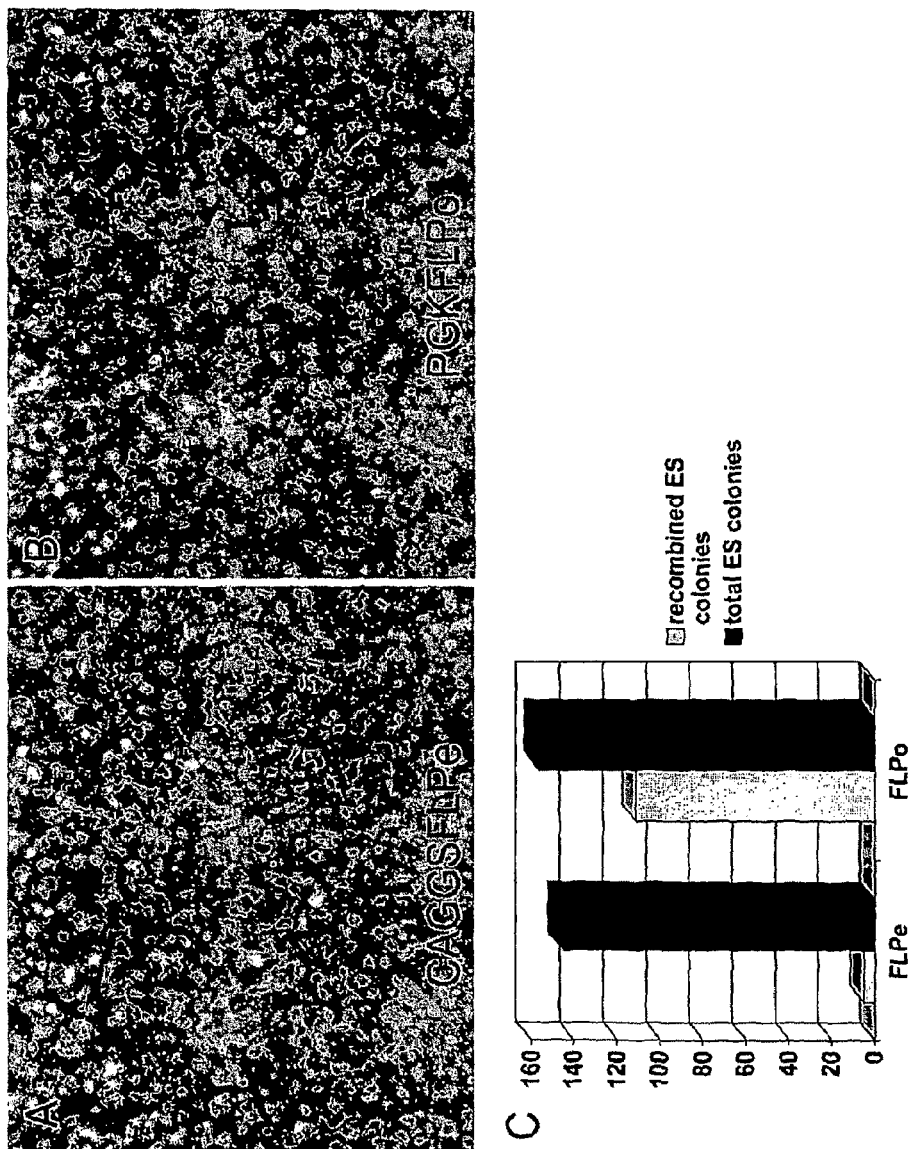 A
CAGGSFLPe
B
PGKFLPo
C
160
140
120
100
80
60
40
20
0
FLPe
FLPo
recombined ES
colonies
total ES colonies